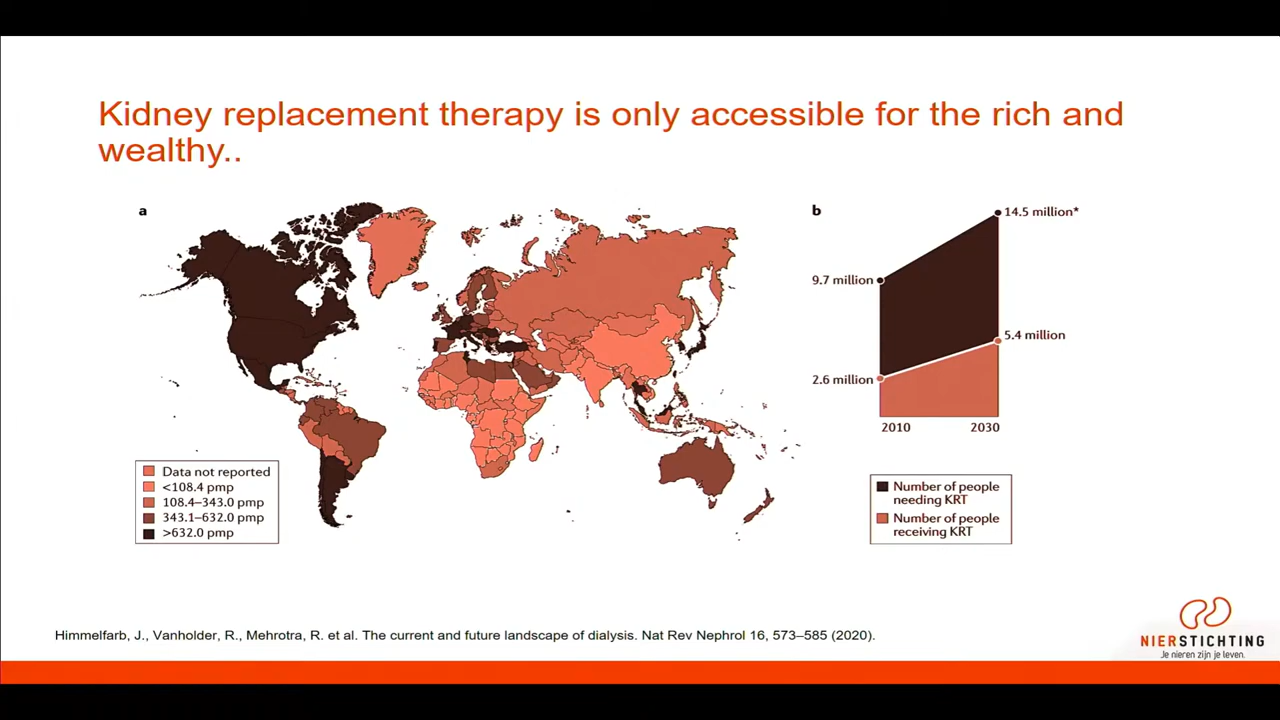 Kidney replacement therapy is only accessible for the rich and
wealthy..
a
Data not reported
<108.4 pmp
108.4–343.0 pmp
343.1–632.0 pmp
>632.0 pmp
b
14.5 million*
9.7 million
5.4 million
2.6 million
2010
2030
Number of people
needing KRT
Number of people
receiving KRT
Himmelfarb, J., Vanholder, R., Mehrotra, R. et al. The current and future landscape of dialysis. Nat Rev Nephrol 16, 573–585 (2020).
NIERSTICHTING
Je nieren zijn je leven.